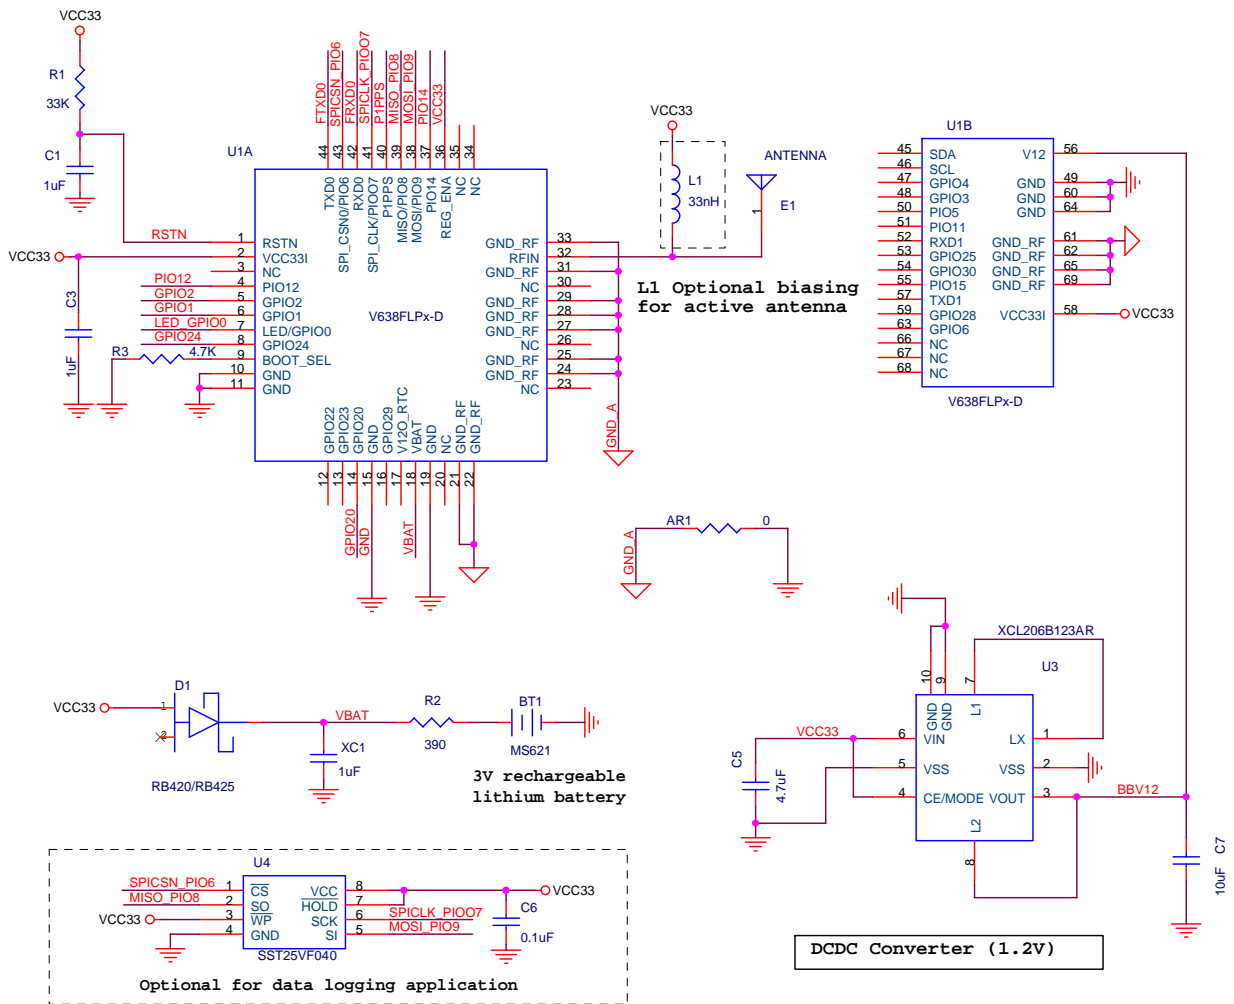 VCC33
R1
33K
C1
1uF
RSTN
VCC33
C3
1uF
R3
4.7K
PIO12
GPIO2
GPIO1
LED_GPIO0
GPIO24
U1A
FTXD0
SPICSN_PIO6
FRXD0
SPICLK_PIOO7
P1PPS
MISO_PIO8
MOSI_PIO9
PIO14
VCC33
44 TXD0
43 SPI_CSN0/PIO6
42 RXD0
41 SPI_CLK/PIOO7
40 P1PPS
39 MISO/PIO8
38 MOSI/PIO9
37 PIO14
36 REG_ENA
35 NC
34 NC
1 RSTN
2 VCC33I
3 NC
4 PIO12
5 GPIO2
6 GPIO1
7 LED/GPIO0
8 GPIO24
9 BOOT_SEL
10 GND
11 GND
V638FLPx-D
GND_RF 33
RFIN 32
GND_RF 31
NC 30
GND_RF 29
GND_RF 28
GND_RF 27
NC 26
GND_RF 25
GND_RF 24
NC 23
12 GPIO22
13 GPIO23
14 GPIO20
15 GND
16 GPIO29
17 V12O_RTC
18 VBAT
19 GND
20 NC
21 GND_RF
22 GND_RF
GPIO20
GND
VBAT
GND_A
VCC33
L1
33nH
ANTENNA
1
E1
L1 Optional biasing
for active antenna
U1B
45 SDA
46 SCL
47 GPIO4
48 GPIO3
50 PIO5
51 PIO11
52 RXD1
53 GPIO25
54 GPIO30
55 PIO15
57 TXD1
59 GPIO28
63 GPIO6
66 NC
67 NC
68 NC
V12 56
GND 49
GND 60
GND 64
GND_RF 61
GND_RF 62
GND_RF 65
GND_RF 69
VCC33I 58
VCC33
V638FLPx-D
AR1
0
GND_A
XCL206B123AR
U3
10 GND
9 GND
7 L1
6 VIN
5 VSS
4 CE/MODE
LX 1
VSS 2
VOUT 3
L2 8
VCC33
C5
4.7uF
BBV12
C7
10uF
DCDC Converter (1.2V)
D1
VCC33
1
2
RB420/RB425
VBAT
XC1
1uF
R2
390
BT1
MS621
3V rechargeable
lithium battery
U4
SPICSN_PIO6
MISO_PIO8
VCC33
1 CS
2 SO
3 WP
4 GND
VCC 8
HOLD 7
SCK 6
SI 5
SPICLK_PIOO7
MOSI_PIO9
VCC33
C6
0.1uF
SST25VF040
Optional for data logging application